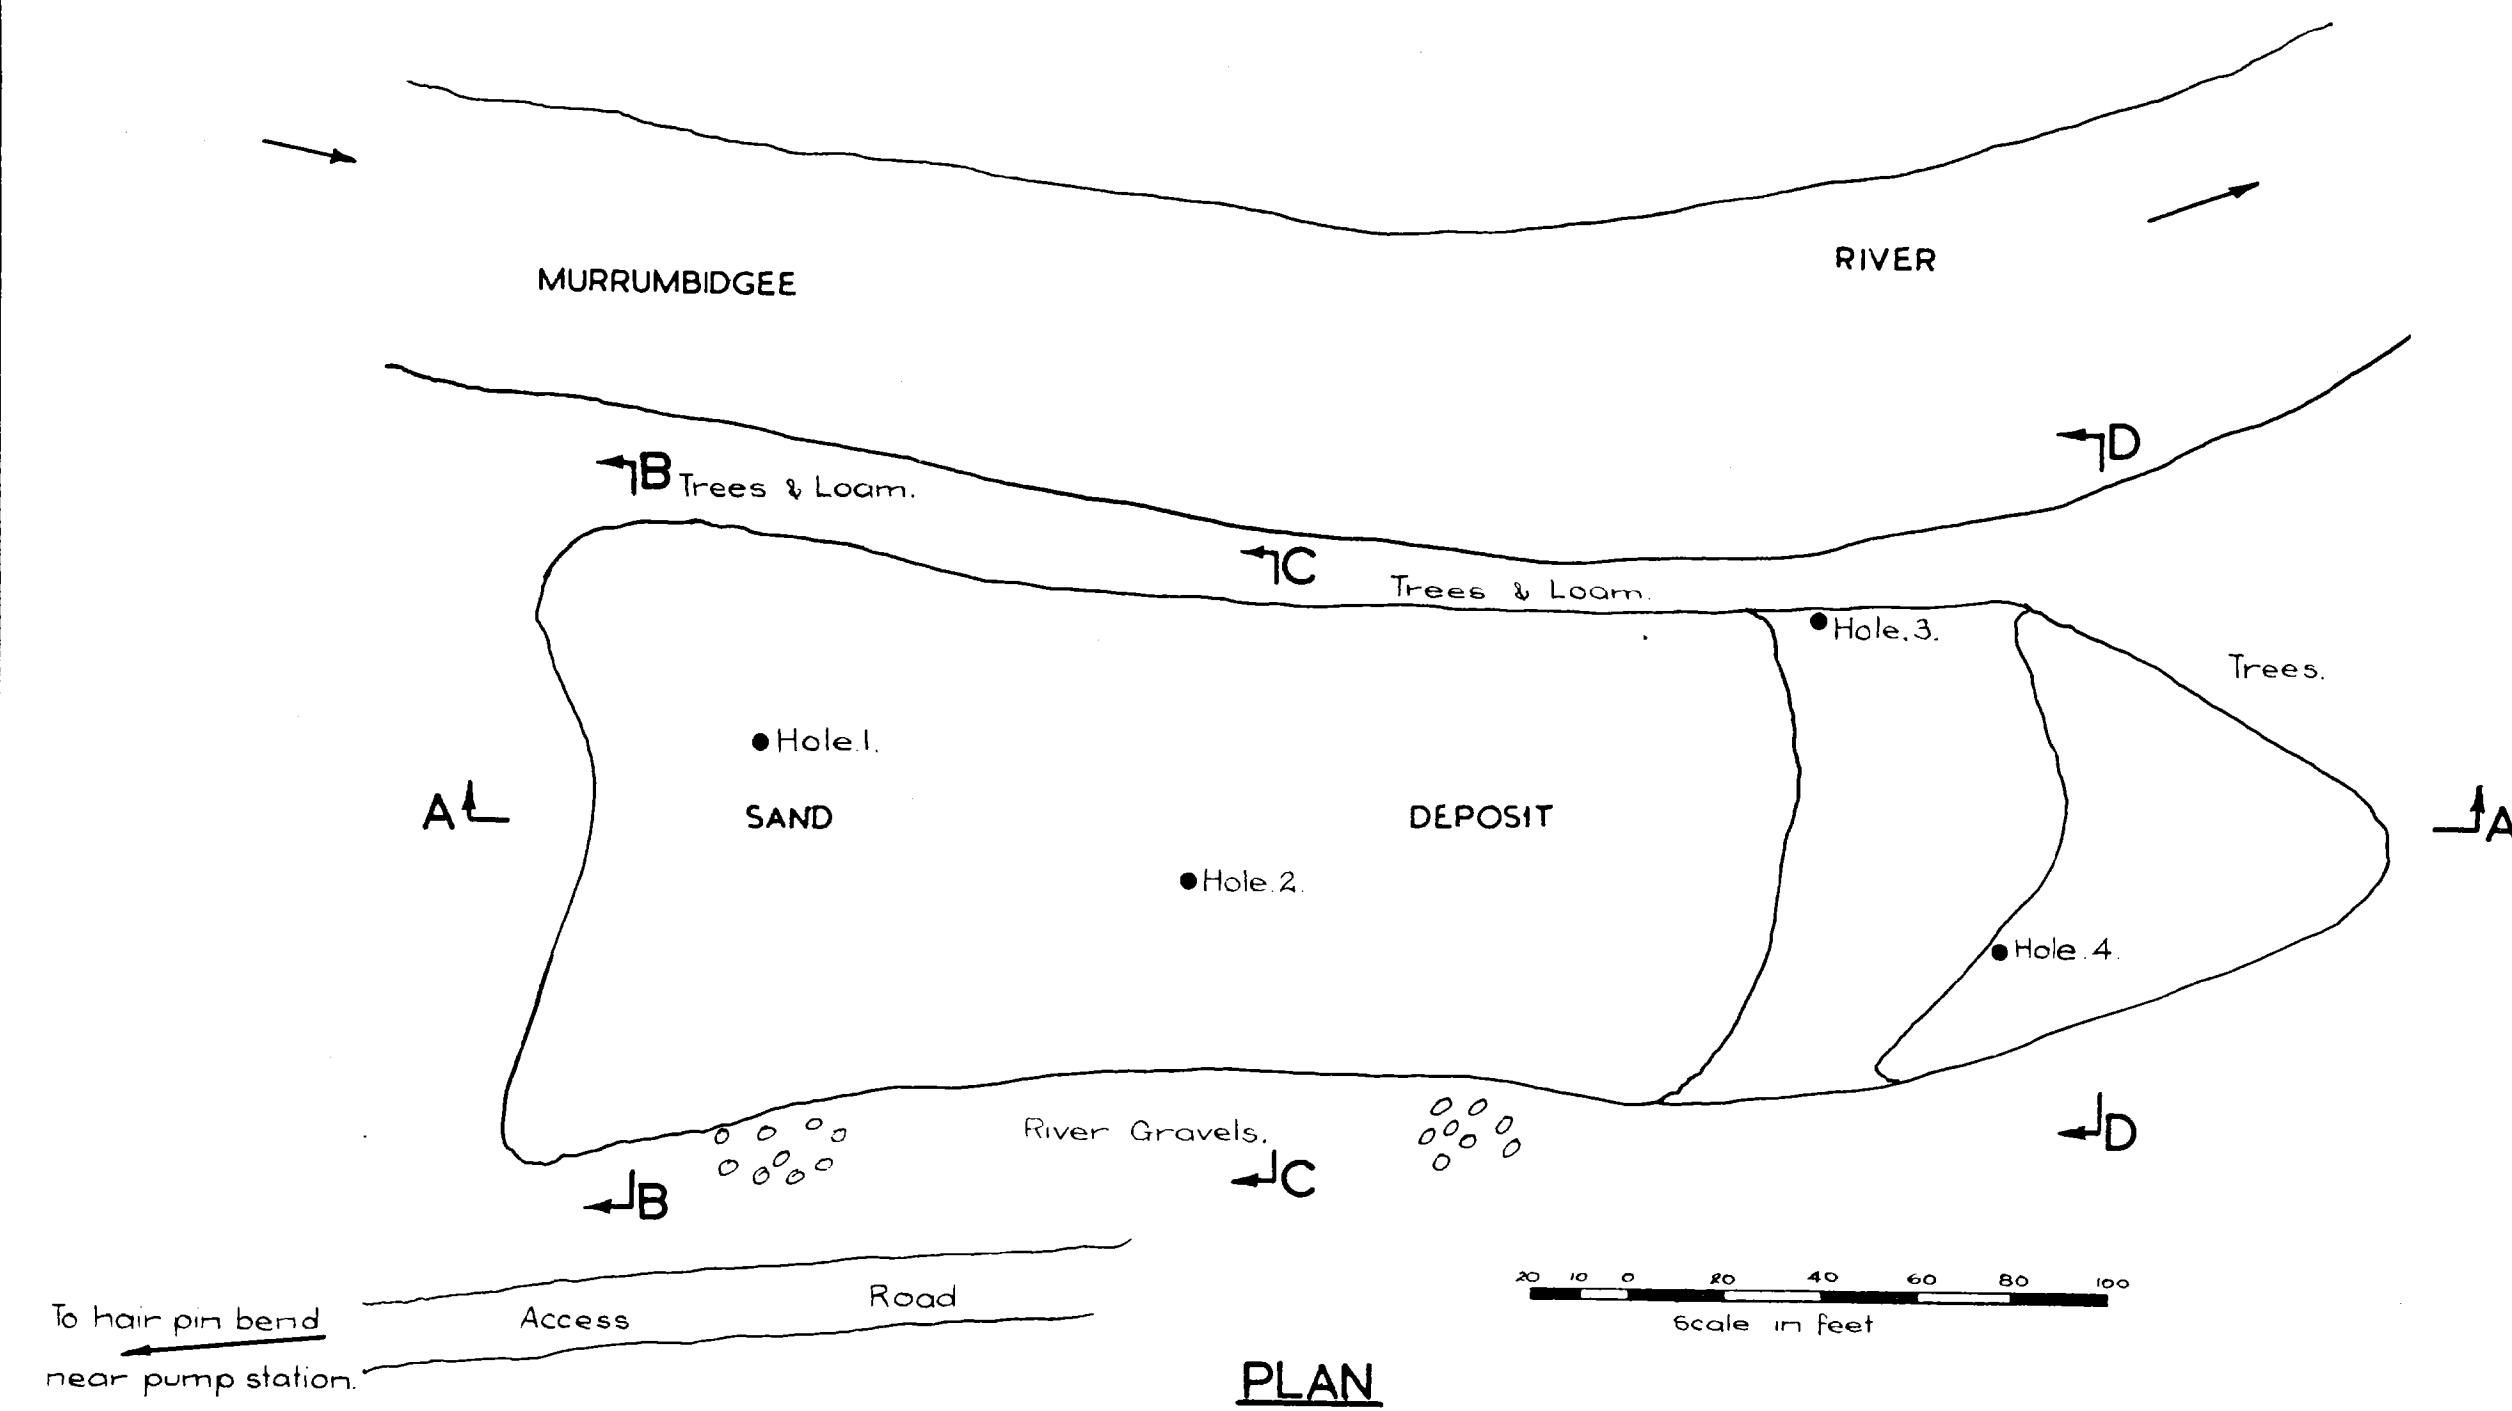 MURRUMBIDGEE
RIVER
B
Trees & Loam.
D
C
Trees & Loam.
Hole.3.
Trees.
Hole.1.
A
SAND
DEPOSIT
A
Hole.2.
Hole.4.
River Gravels.
D
C
B
To hair pin bend
near pump station.
Access
Road
20 10 0 20 40 60 80 100
Scale in feet
PLAN